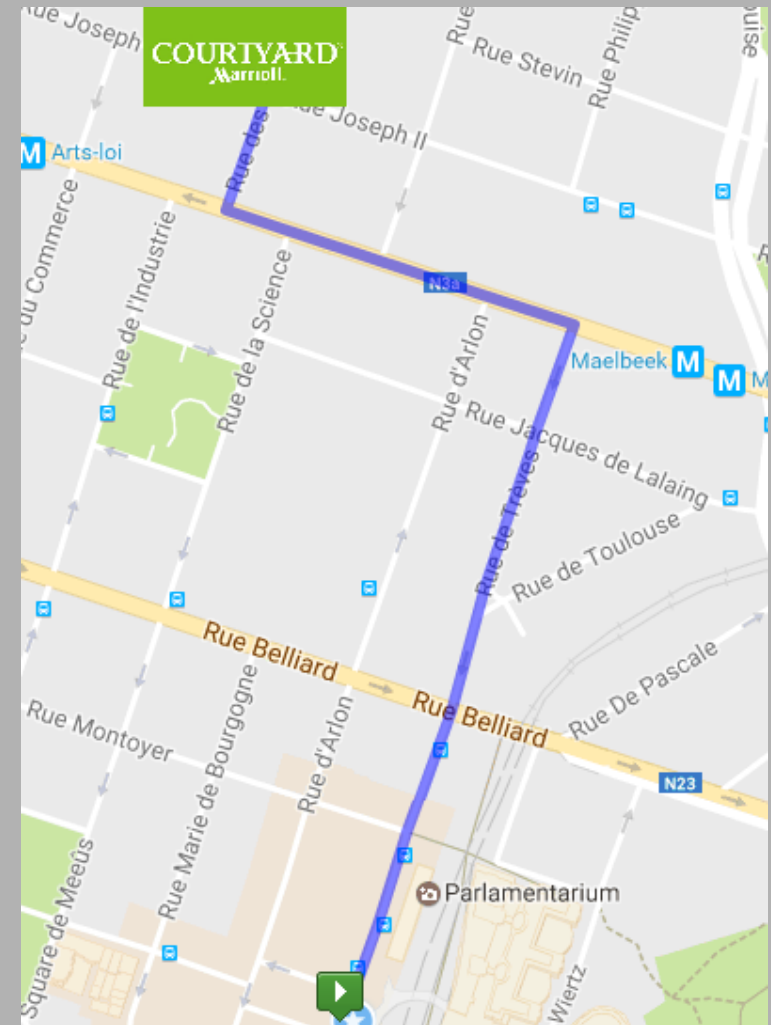 ue Joseph
COURTYARD
Marriott
Rue
Rue Stevin
Rue Philip
ouise
ue Joseph II
M Arts-loi
Rue des
Rue de l'Industrie
e du Commerce
Rue de la Science
N3a
Rue d'Arlon
Maelbeek M
M M
Rue Jacques de Lalaing
Rue de Trèves
Rue de Toulouse
Rue Belliard
Rue Belliard
Rue De Pascale
Rue Montoyer
Rue Marie de Bourgogne
Rue d'Arlon
N23
Parlamentarium
Square de Meeûs
Wiertz